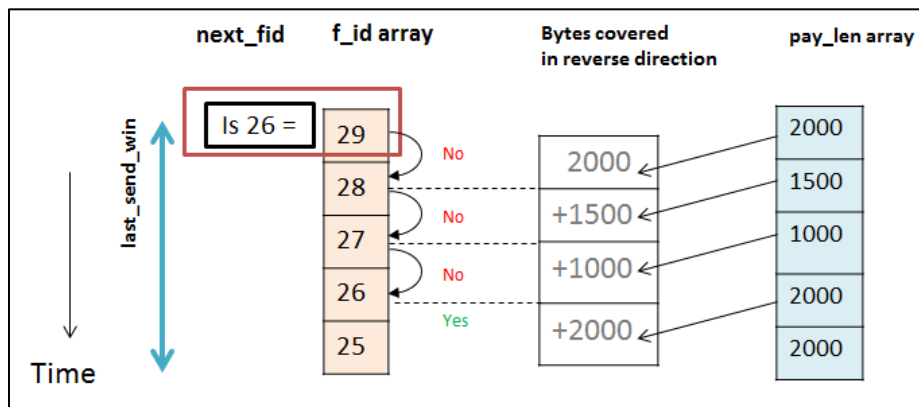 next_fid
f_id array
Bytes covered
in reverse direction
pay_len array
last_send_win
Time
Is 26 =
29
28
27
26
25
No
No
No
Yes
2000
+1500
+1000
+2000
2000
1500
1000
2000
2000